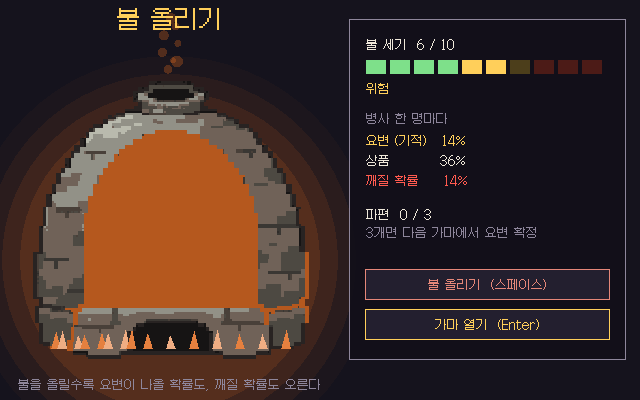 불 올리기
불 세기 6 / 10
위험
병사 한 명마다
요변 (기적) 14%
상품 36%
깨질 확률 14%
파편 0 / 3
3개면 다음 가마에서 요변 확정
불 올리기 (스페이스)
가마 열기 (Enter)
불을 올릴수록 요변이 나올 확률도, 깨질 확률도 오른다